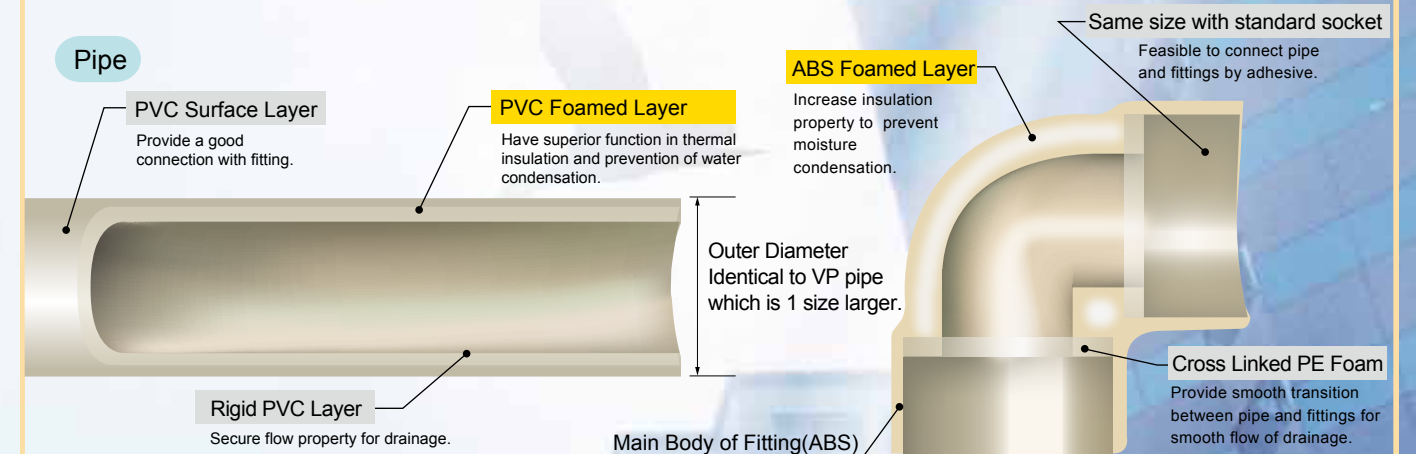 Pipe
PVC Surface Layer
Provide a good
connection with fitting.
PVC Foamed Layer
Have superior function in thermal
insulation and prevention of water
condensation.
Outer Diameter
Identical to VP pipe
which is 1 size larger.
Rigid PVC Layer
Secure flow property for drainage.
Same size with standard socket
Feasible to connect pipe
and fittings by adhesive.
ABS Foamed Layer
Increase insulation
property to prevent
moisture
condensation.
Cross Linked PE Foam
Provide smooth transition
between pipe and fittings for
smooth flow of drainage.
Main Body of Fitting(ABS)